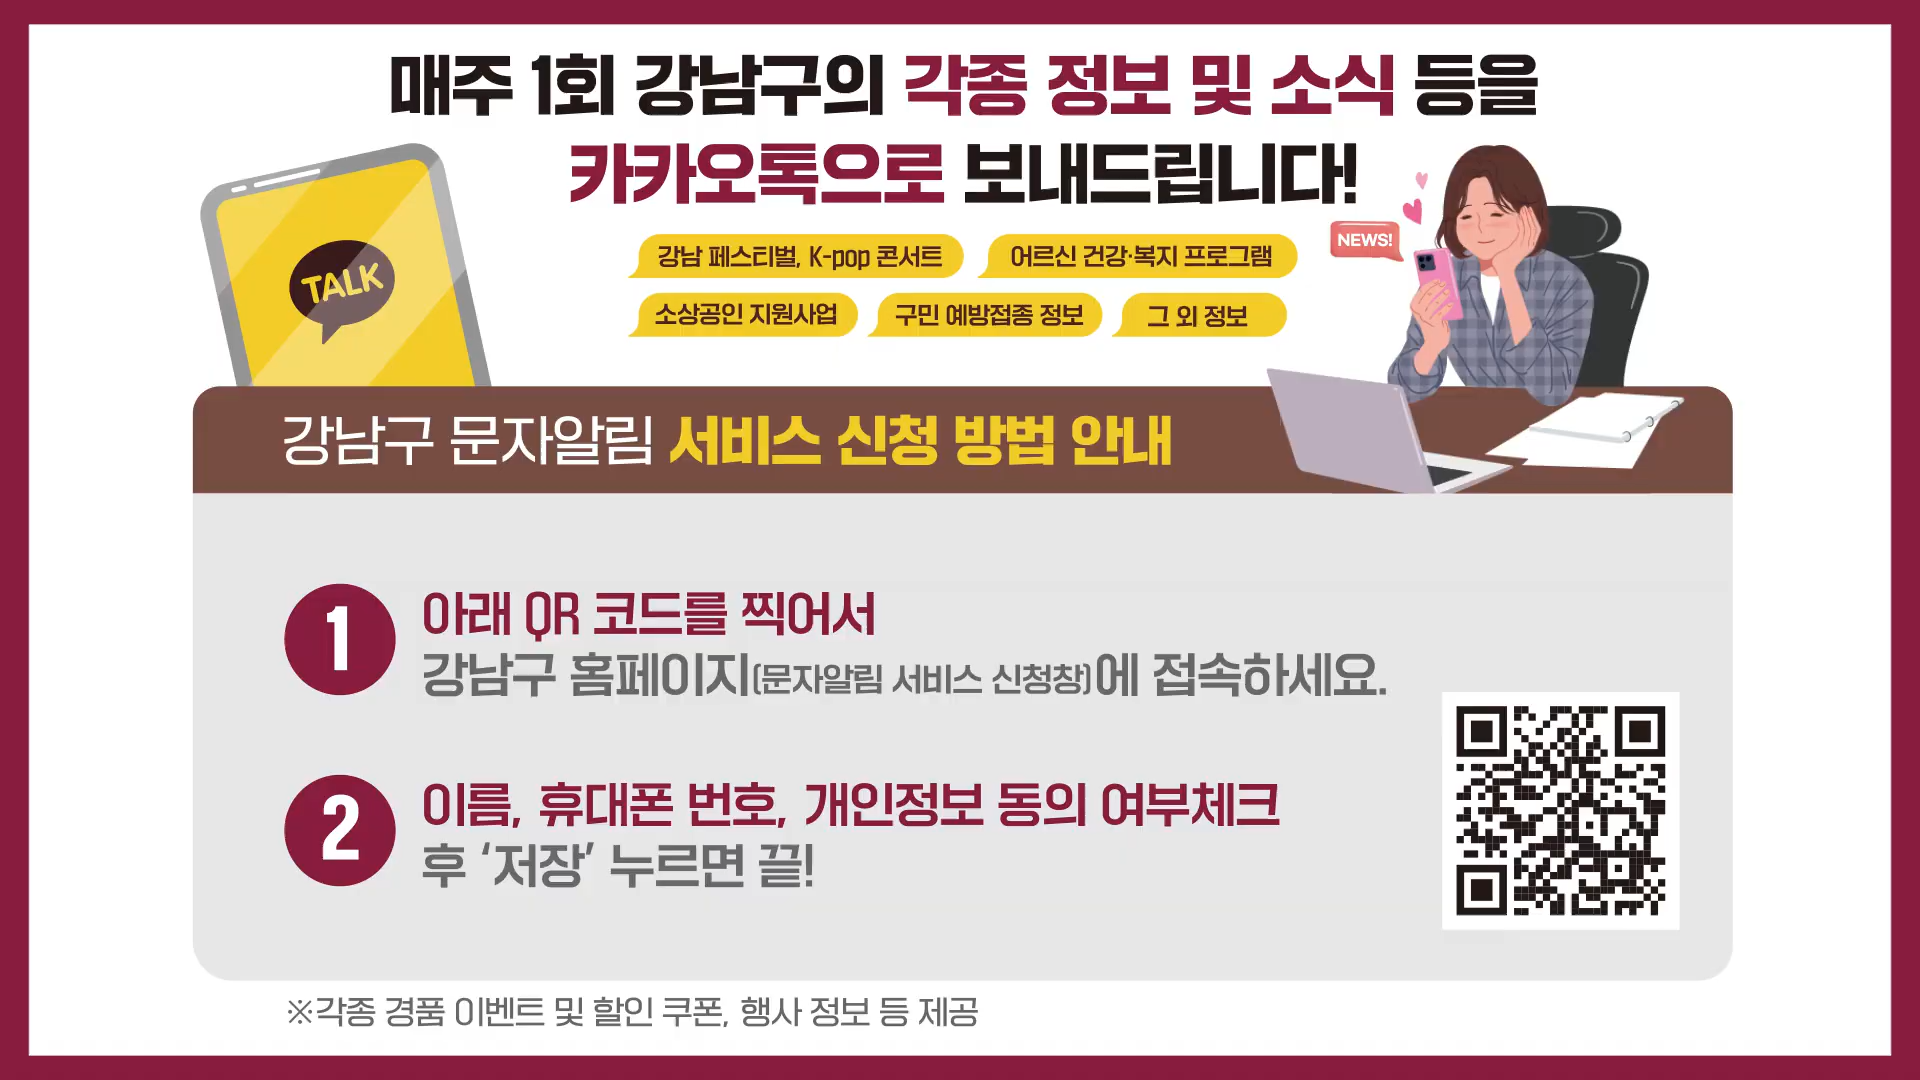 매주 1회 강남구의 각종 정보 및 소식 등을
카카오톡으로 보내드립니다!
TALK
강남 페스티벌, K-pop 콘서트
어르신 건강·복지 프로그램
소상공인 지원사업
구민 예방접종 정보
그 외 정보
NEWS!
강남구 문자알림 서비스 신청 방법 안내
1
아래 QR 코드를 찍어서
강남구 홈페이지(문자알림 서비스 신청창)에 접속하세요.
2
이름, 휴대폰 번호, 개인정보 동의 여부체크
후 ‘저장’ 누르면 끝!
※각종 경품 이벤트 및 할인 쿠폰, 행사 정보 등 제공